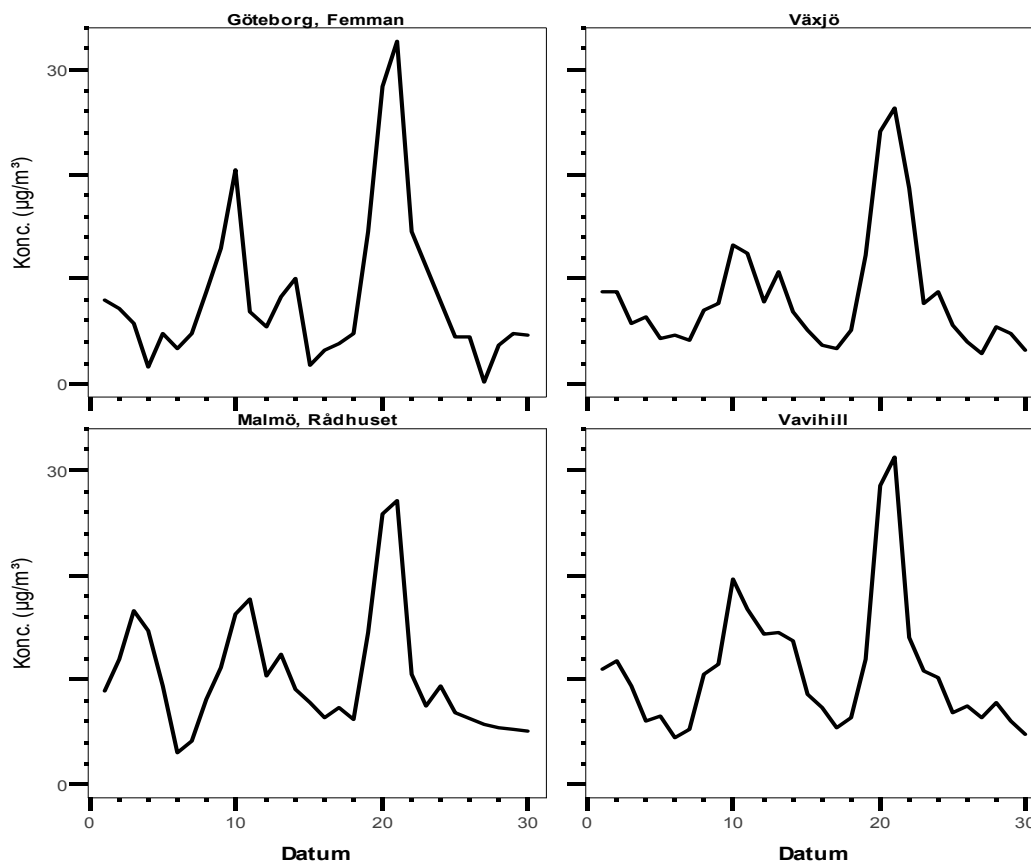 Göteborg, Femman
Växjö
30
Konc. (µg/m³)
0
Malmö, Rådhuset
Vavihill
30
Konc. (µg/m³)
0
0 10 20 30
0 10 20 30
Datum
Datum